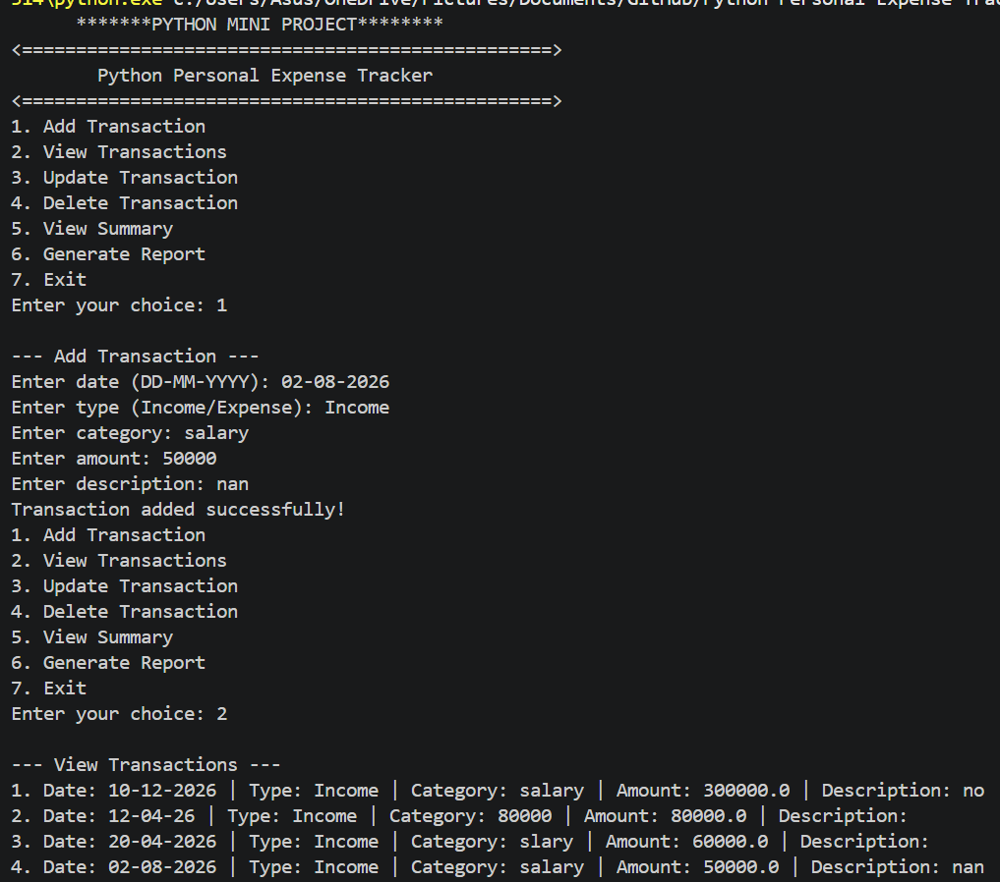 514\python.exe c:/Users/Asus/OneDrive/Pictures/Documents/GitHub/Python Personal Expense
*******PYTHON MINI PROJECT********
<=================================================>
Python Personal Expense Tracker
<=================================================>
1. Add Transaction
2. View Transactions
3. Update Transaction
4. Delete Transaction
5. View Summary
6. Generate Report
7. Exit
Enter your choice: 1
--- Add Transaction ---
Enter date (DD-MM-YYYY): 02-08-2026
Enter type (Income/Expense): Income
Enter category: salary
Enter amount: 50000
Enter description: nan
Transaction added successfully!
1. Add Transaction
2. View Transactions
3. Update Transaction
4. Delete Transaction
5. View Summary
6. Generate Report
7. Exit
Enter your choice: 2
--- View Transactions ---
1. Date: 10-12-2026 | Type: Income | Category: salary | Amount: 300000.0 | Description: no
2. Date: 12-04-26 | Type: Income | Category: 80000 | Amount: 80000.0 | Description:
3. Date: 20-04-2026 | Type: Income | Category: slary | Amount: 60000.0 | Description:
4. Date: 02-08-2026 | Type: Income | Category: salary | Amount: 50000.0 | Description: nan